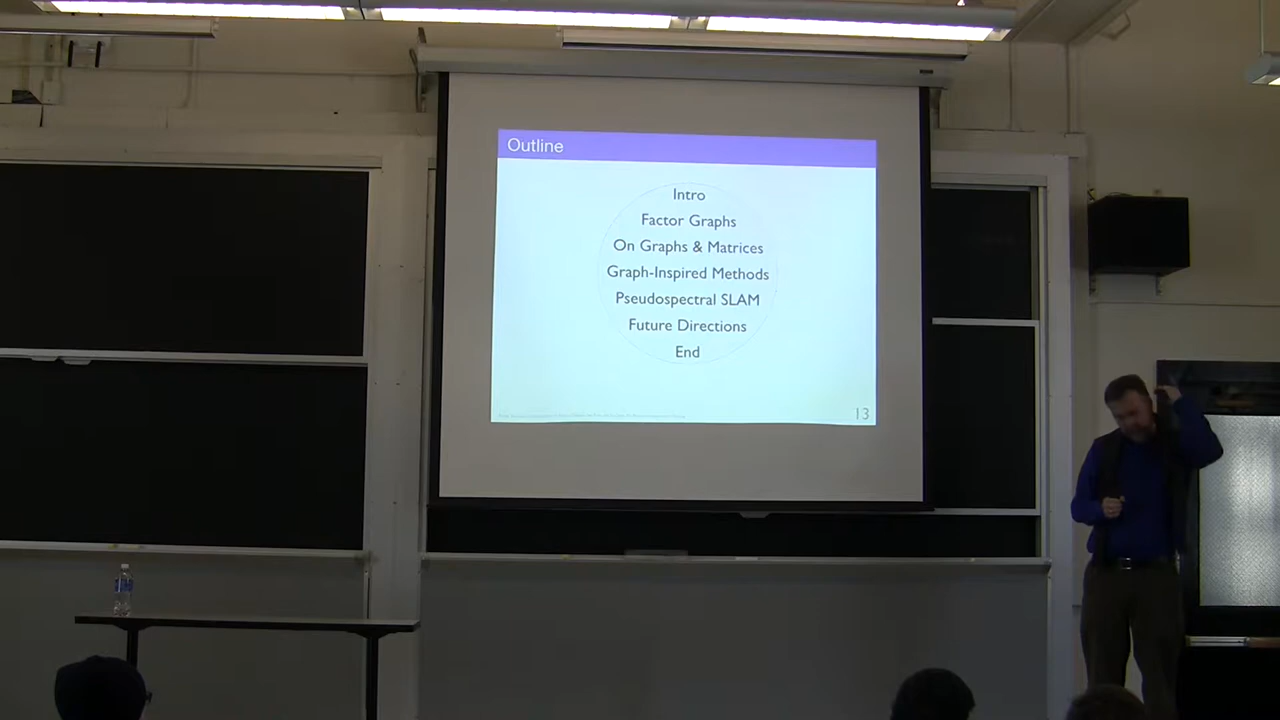 Outline
Intro
Factor Graphs
On Graphs & Matrices
Graph-Inspired Methods
Pseudospectral SLAM
Future Directions
End
13